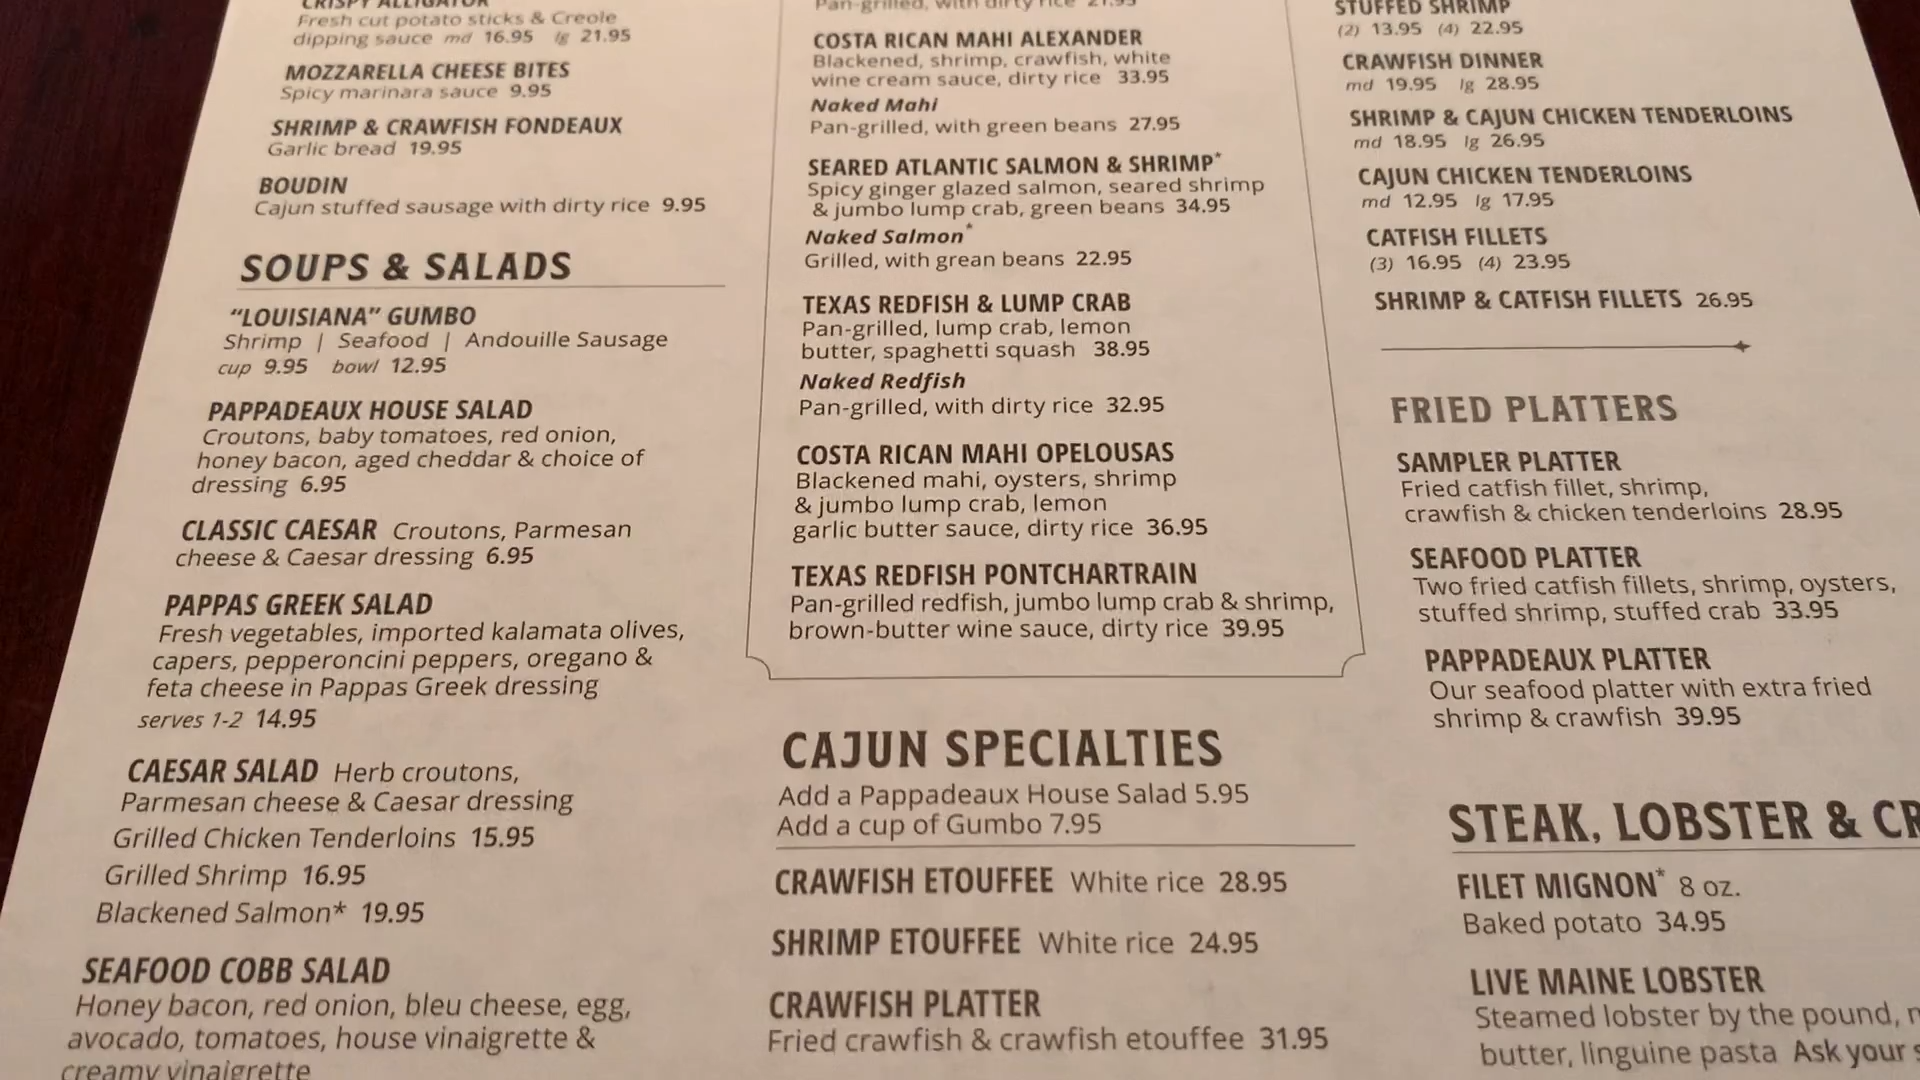 CRISPY ALLIGATOR
Fresh cut potato sticks & Creole
dipping sauce md 16.95 lg 21.95
MOZZARELLA CHEESE BITES
Spicy marinara sauce 9.95
SHRIMP & CRAWFISH FONDEAUX
Garlic bread 19.95
BOUDIN
Cajun stuffed sausage with dirty rice 9.95
SOUPS & SALADS
“LOUISIANA” GUMBO
Shrimp | Seafood | Andouille Sausage
cup 9.95 bowl 12.95
PAPPADEAUX HOUSE SALAD
Croutons, baby tomatoes, red onion,
honey bacon, aged cheddar & choice of
dressing 6.95
CLASSIC CAESAR Croutons, Parmesan
cheese & Caesar dressing 6.95
PAPPAS GREEK SALAD
Fresh vegetables, imported kalamata olives,
capers, pepperoncini peppers, oregano &
feta cheese in Pappas Greek dressing
serves 1-2 14.95
CAESAR SALAD Herb croutons,
Parmesan cheese & Caesar dressing
Grilled Chicken Tenderloins 15.95
Grilled Shrimp 16.95
Blackened Salmon* 19.95
SEAFOOD COBB SALAD
Honey bacon, red onion, bleu cheese, egg,
avocado, tomatoes, house vinaigrette &
creamy vinaigrette
Pan-grilled, with dirty rice 21.95
COSTA RICAN MAHI ALEXANDER
Blackened, shrimp, crawfish, white
wine cream sauce, dirty rice 33.95
Naked Mahi
Pan-grilled, with green beans 27.95
SEARED ATLANTIC SALMON & SHRIMP*
Spicy ginger glazed salmon, seared shrimp
& jumbo lump crab, green beans 34.95
Naked Salmon*
Grilled, with grean beans 22.95
TEXAS REDFISH & LUMP CRAB
Pan-grilled, lump crab, lemon
butter, spaghetti squash 38.95
Naked Redfish
Pan-grilled, with dirty rice 32.95
COSTA RICAN MAHI OPELOUSAS
Blackened mahi, oysters, shrimp
& jumbo lump crab, lemon
garlic butter sauce, dirty rice 36.95
TEXAS REDFISH PONTCHARTRAIN
Pan-grilled redfish, jumbo lump crab & shrimp,
brown-butter wine sauce, dirty rice 39.95
CAJUN SPECIALTIES
Add a Pappadeaux House Salad 5.95
Add a cup of Gumbo 7.95
CRAWFISH ETOUFFEE White rice 28.95
SHRIMP ETOUFFEE White rice 24.95
CRAWFISH PLATTER
Fried crawfish & crawfish etouffee 31.95
STUFFED SHRIMP
(2) 13.95 (4) 22.95
CRAWFISH DINNER
md 19.95 lg 28.95
SHRIMP & CAJUN CHICKEN TENDERLOINS
md 18.95 lg 26.95
CAJUN CHICKEN TENDERLOINS
md 12.95 lg 17.95
CATFISH FILLETS
(3) 16.95 (4) 23.95
SHRIMP & CATFISH FILLETS 26.95
FRIED PLATTERS
SAMPLER PLATTER
Fried catfish fillet, shrimp,
crawfish & chicken tenderloins 28.95
SEAFOOD PLATTER
Two fried catfish fillets, shrimp, oysters,
stuffed shrimp, stuffed crab 33.95
PAPPADEAUX PLATTER
Our seafood platter with extra fried
shrimp & crawfish 39.95
STEAK, LOBSTER & CR
FILET MIGNON* 8 oz.
Baked potato 34.95
LIVE MAINE LOBSTER
Steamed lobster by the pound,
butter, linguine pasta Ask your